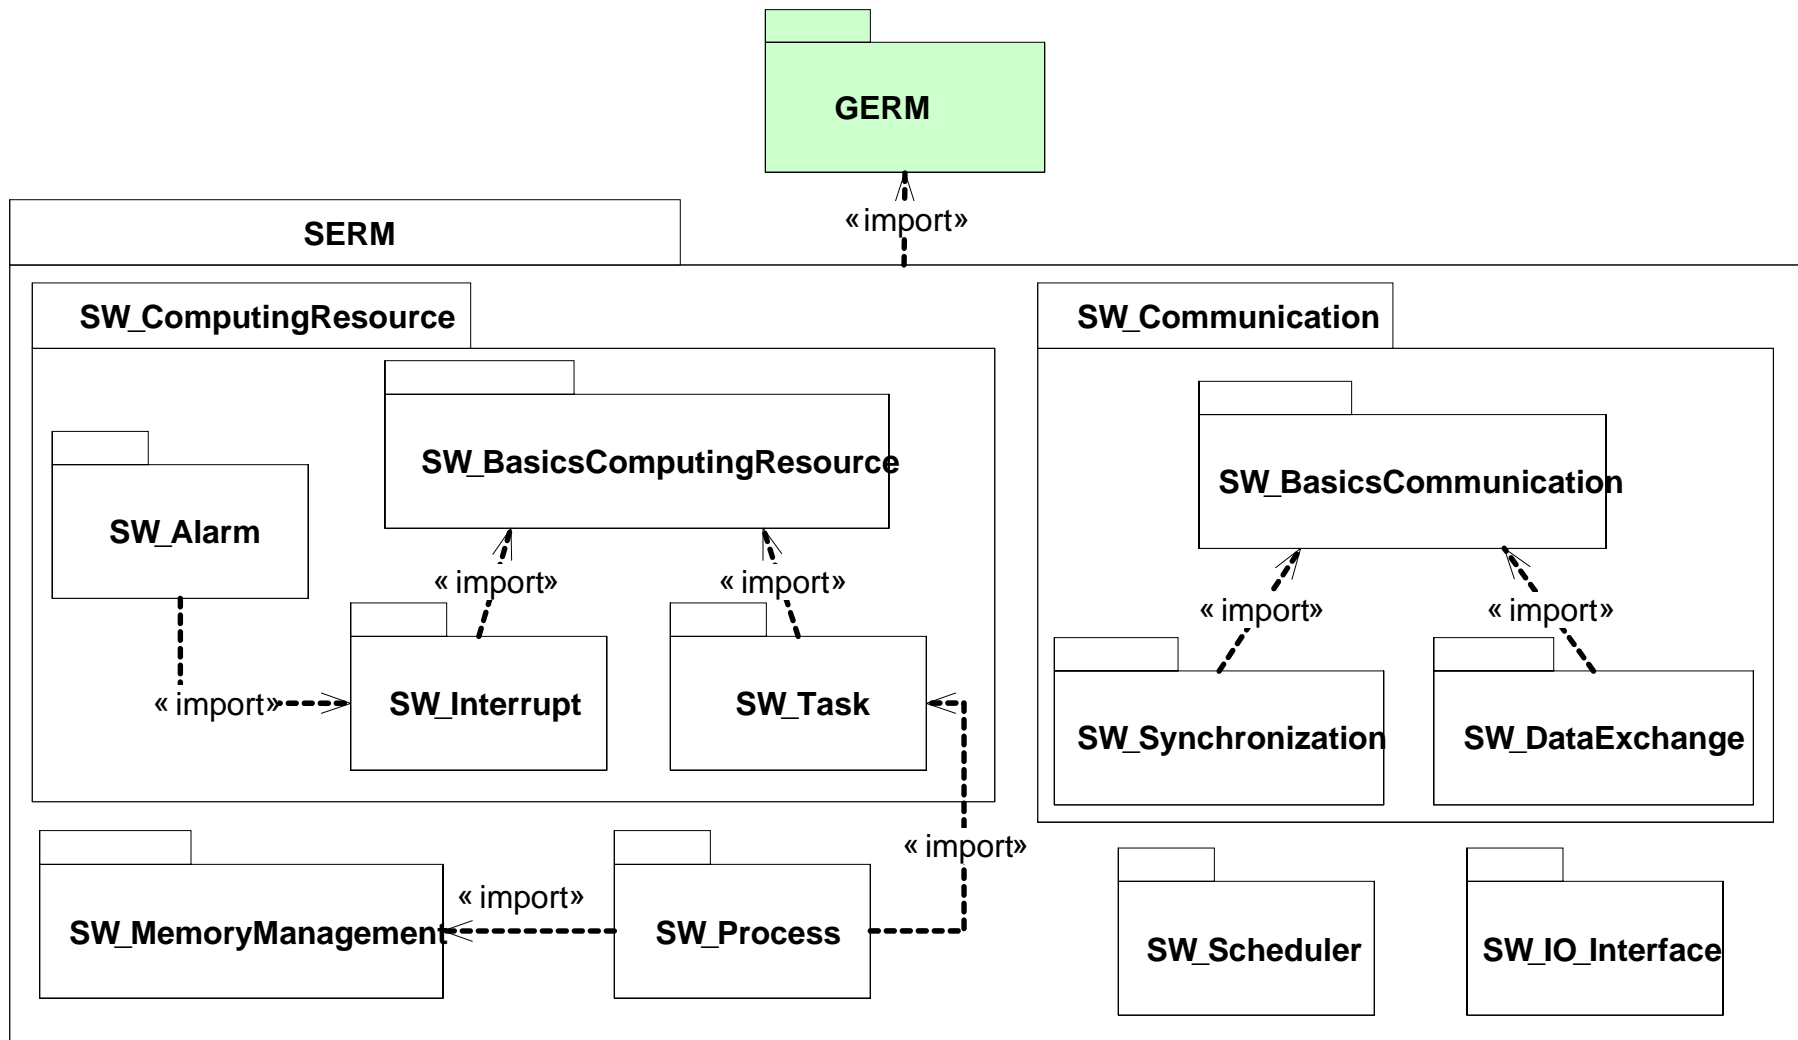 GERM
«import»
SERM
SW_ComputingResource
SW_Communication
SW_BasicsComputingResource
SW_BasicsCommunication
SW_Alarm
« import»
« import»
« import»
« import»
« import»
SW_Interrupt
SW_Task
SW_Synchronization
SW_DataExchange
« import»
« import»
SW_MemoryManagement
SW_Process
SW_Scheduler
SW_IO_Interface